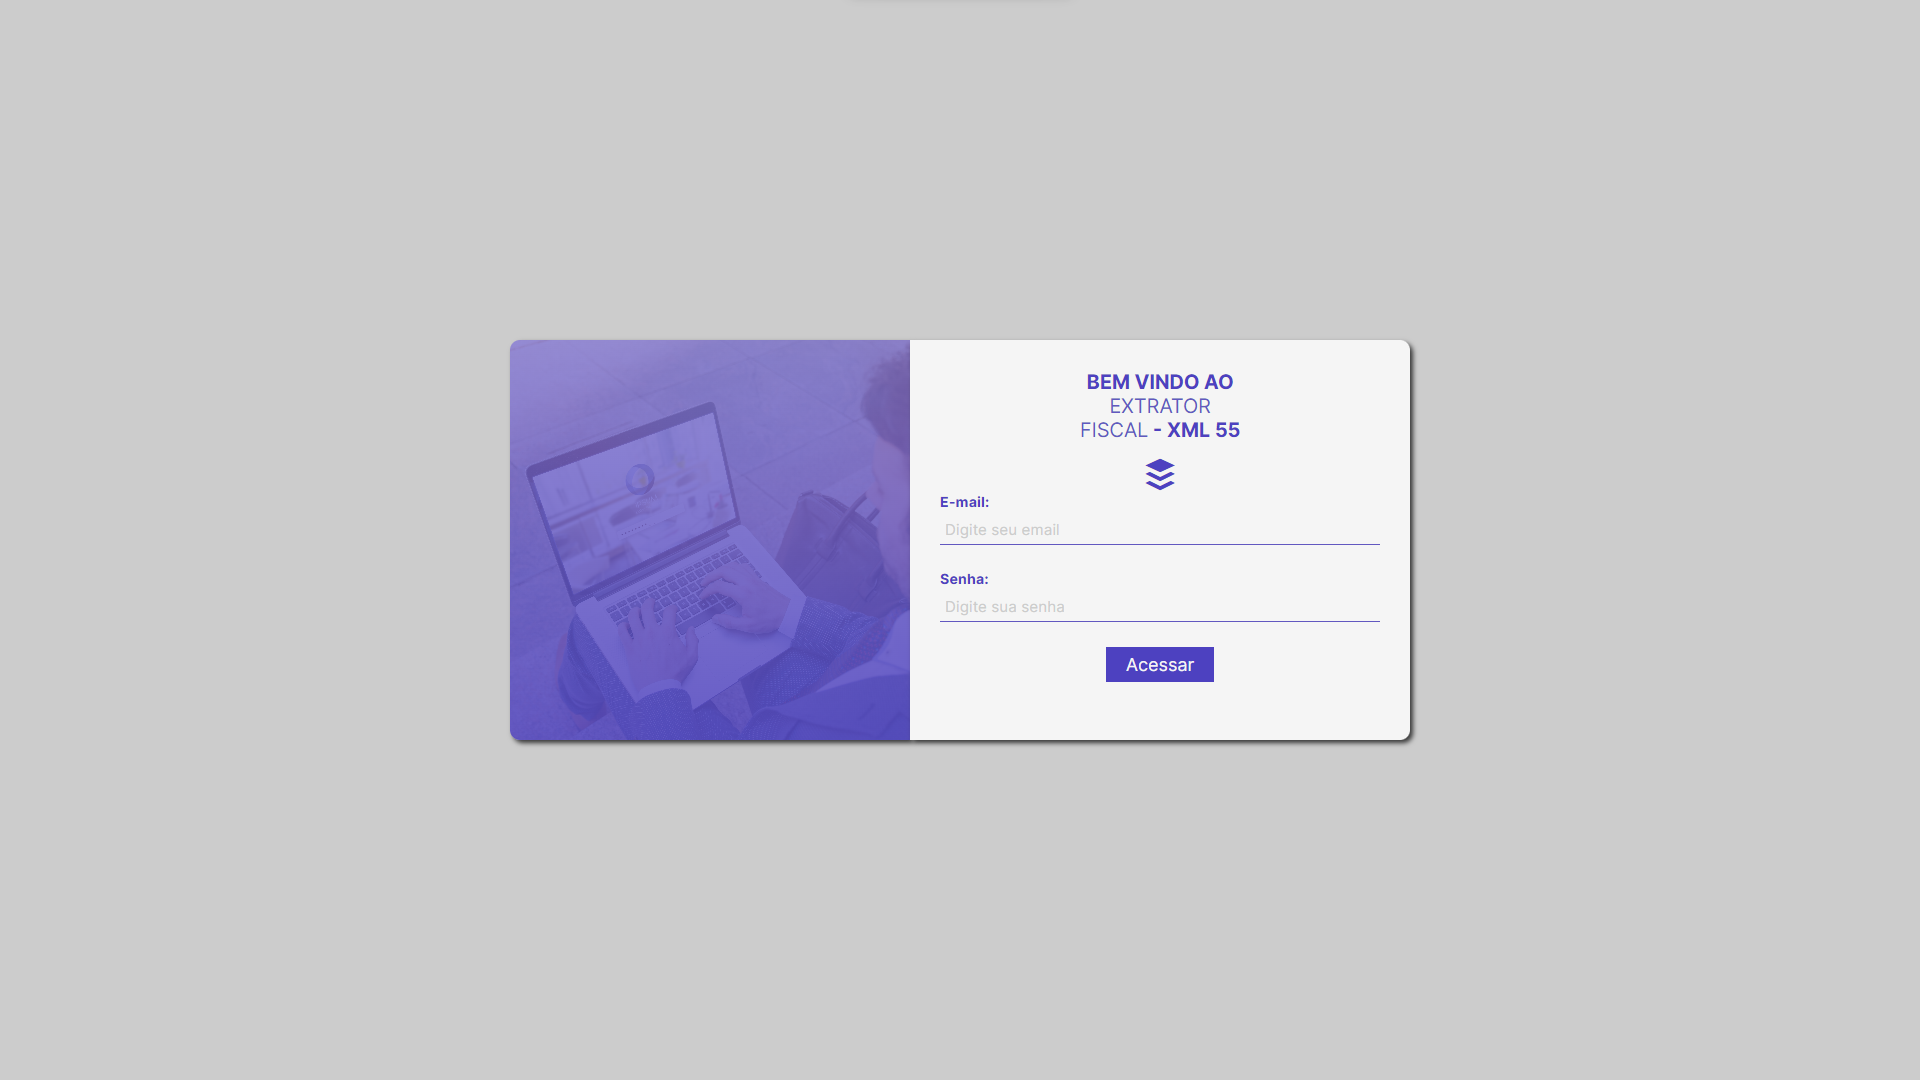 BEM VINDO AO
EXTRATOR
FISCAL - XML 55
E-mail:
Digite seu email
Senha:
Digite sua senha
Acessar